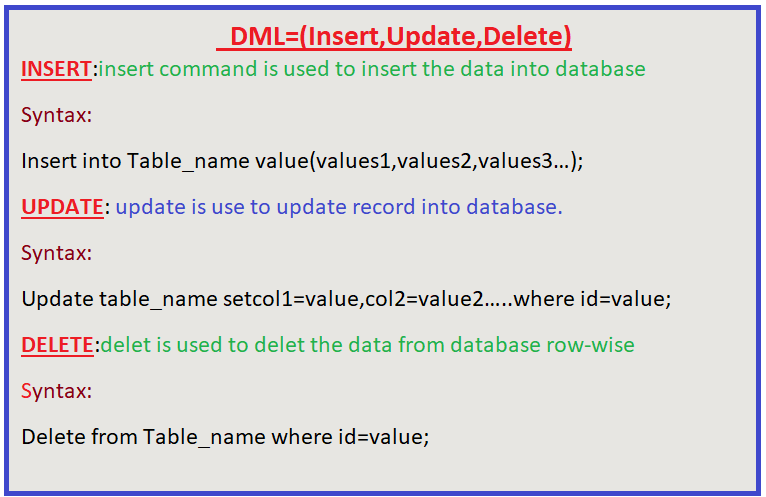 DML=(Insert,Update,Delete)
INSERT:insert command is used to insert the data into database
Syntax:
Insert into Table_name value(values1,values2,values3...);
UPDATE: update is use to update record into database.
Syntax:
Update table_name setcol1=value,col2=value2.....where id=value;
DELETE:delet is used to delet the data from database row-wise
Syntax:
Delete from Table_name where id=value;